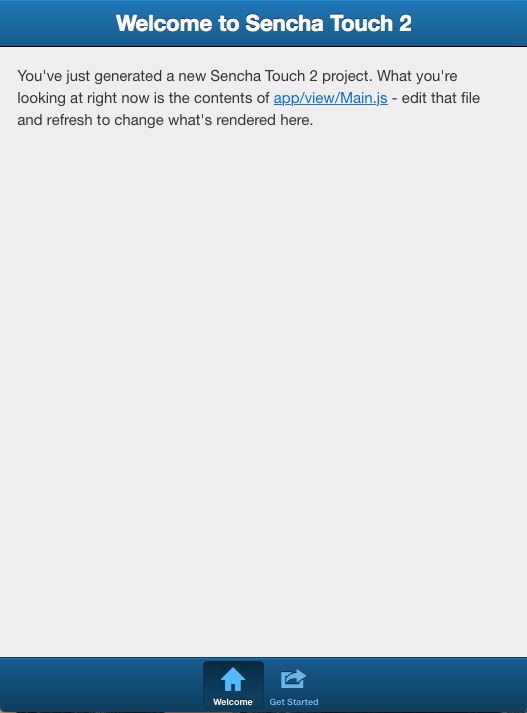 Welcome to Sencha Touch 2
You've just generated a new Sencha Touch 2 project. What you're
looking at right now is the contents of app/view/Main.js - edit that file
and refresh to change what's rendered here.
Welcome
Get Started